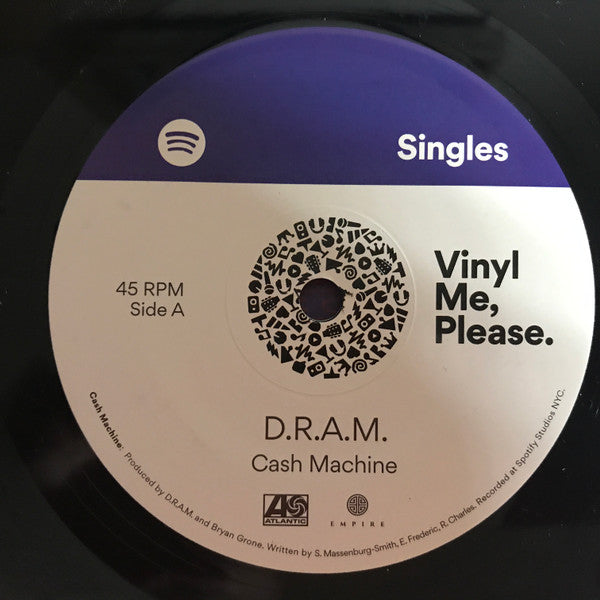 Singles
Vinyl
Me,
Please.
45 RPM
Side A
D.R.A.M.
Cash Machine
ATLANTIC
EMPIRE
Cash Machine: Produced by D.R.A.M. and Bryan Grone. Written by S. Massenburg-Smith, E. Frederic, R. Charles. Recorded at Spotify Studios NYC.